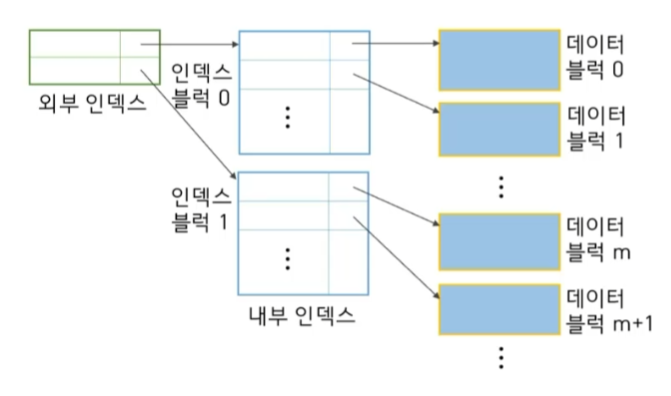 외부 인덱스
인덱스
블럭 0
인덱스
블럭 1
내부 인덱스
데이터
블럭 0
데이터
블럭 1
데이터
블럭 m
데이터
블럭 m+1